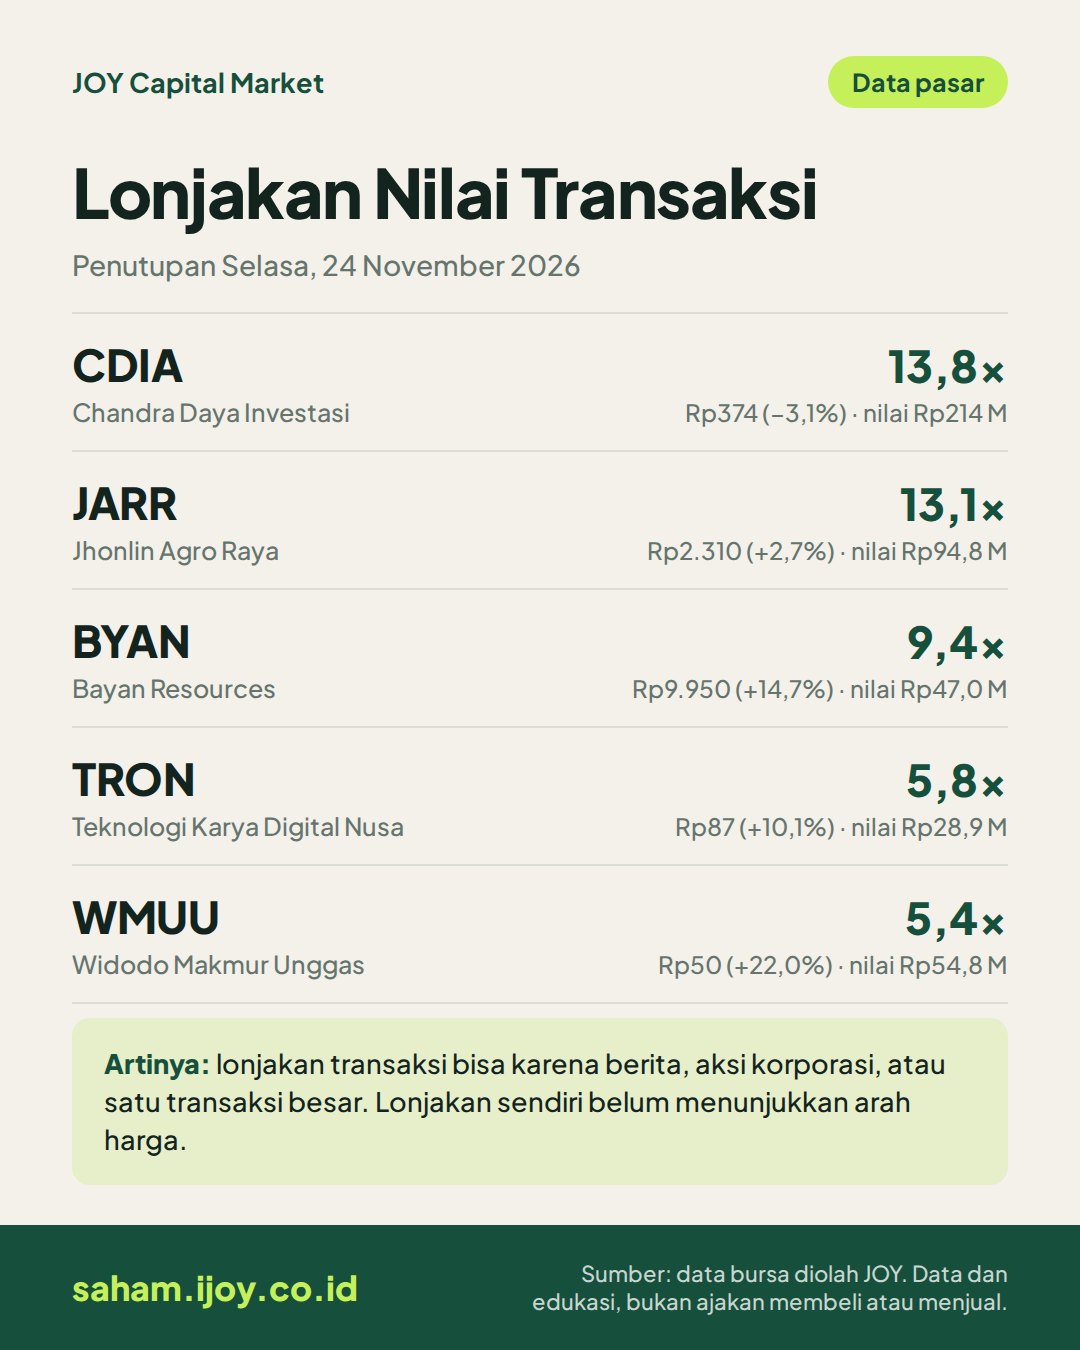 JOY Capital Market
Data pasar
Lonjakan Nilai Transaksi
Penutupan Selasa, 24 November 2026
CDIA
13,8×
Chandra Daya Investasi
Rp374 (−3,1%) · nilai Rp214 M
JARR
13,1×
Jhonlin Agro Raya
Rp2.310 (+2,7%) · nilai Rp94,8 M
BYAN
9,4×
Bayan Resources
Rp9.950 (+14,7%) · nilai Rp47,0 M
TRON
5,8×
Teknologi Karya Digital Nusa
Rp87 (+10,1%) · nilai Rp28,9 M
WMUU
5,4×
Widodo Makmur Unggas
Rp50 (+22,0%) · nilai Rp54,8 M
Artinya: lonjakan transaksi bisa karena berita, aksi korporasi, atau
satu transaksi besar. Lonjakan sendiri belum menunjukkan arah
harga.
saham.ijoy.co.id
Sumber: data bursa diolah JOY. Data dan
edukasi, bukan ajakan membeli atau menjual.